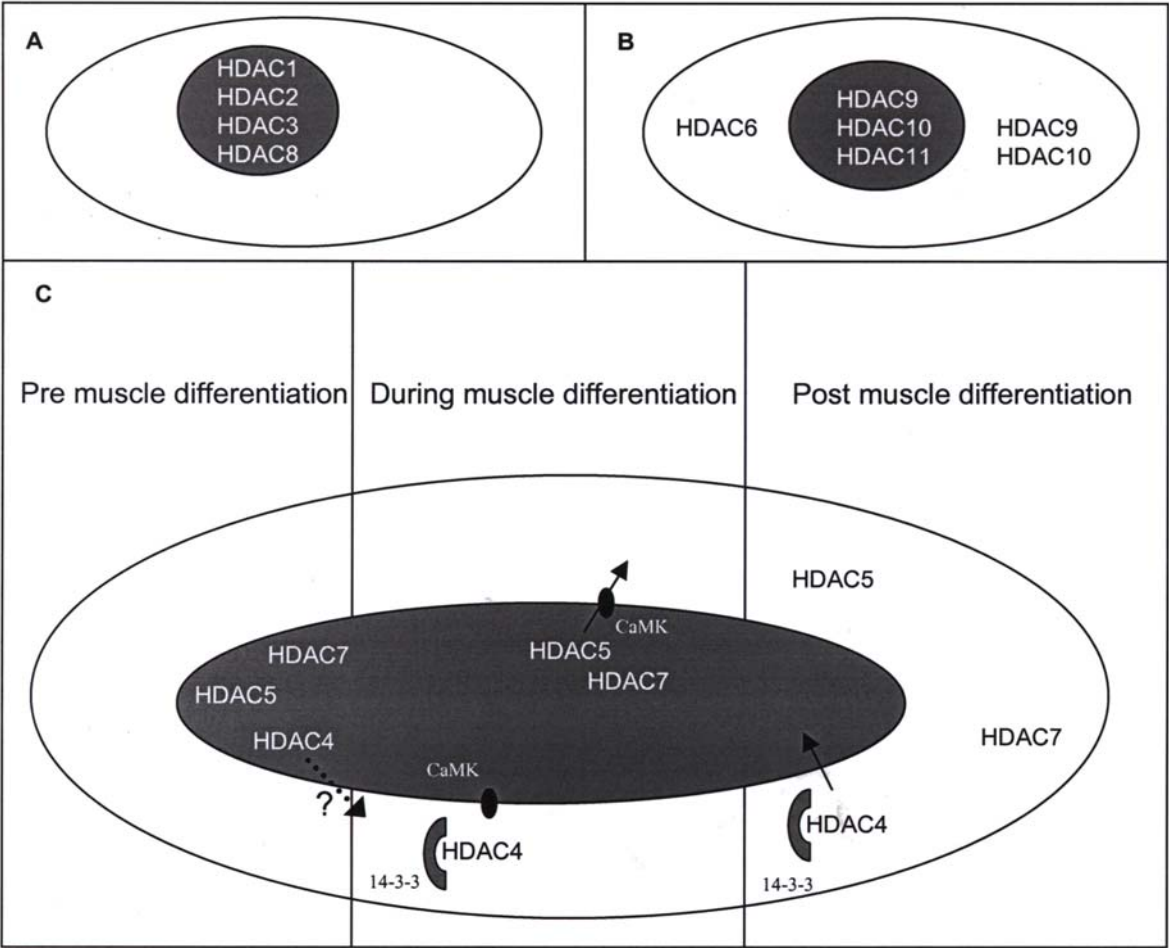 A
HDAC1
HDAC2
HDAC3
HDAC8
B
HDAC6
HDAC9
HDAC10
HDAC11
HDAC9
HDAC10
C
Pre muscle differentiation
During muscle differentiation
Post muscle differentiation
HDAC7
HDAC5
HDAC4
?
CaMK
HDAC5
HDAC7
CaMK
HDAC4
14-3-3
HDAC5
HDAC7
HDAC4
14-3-3